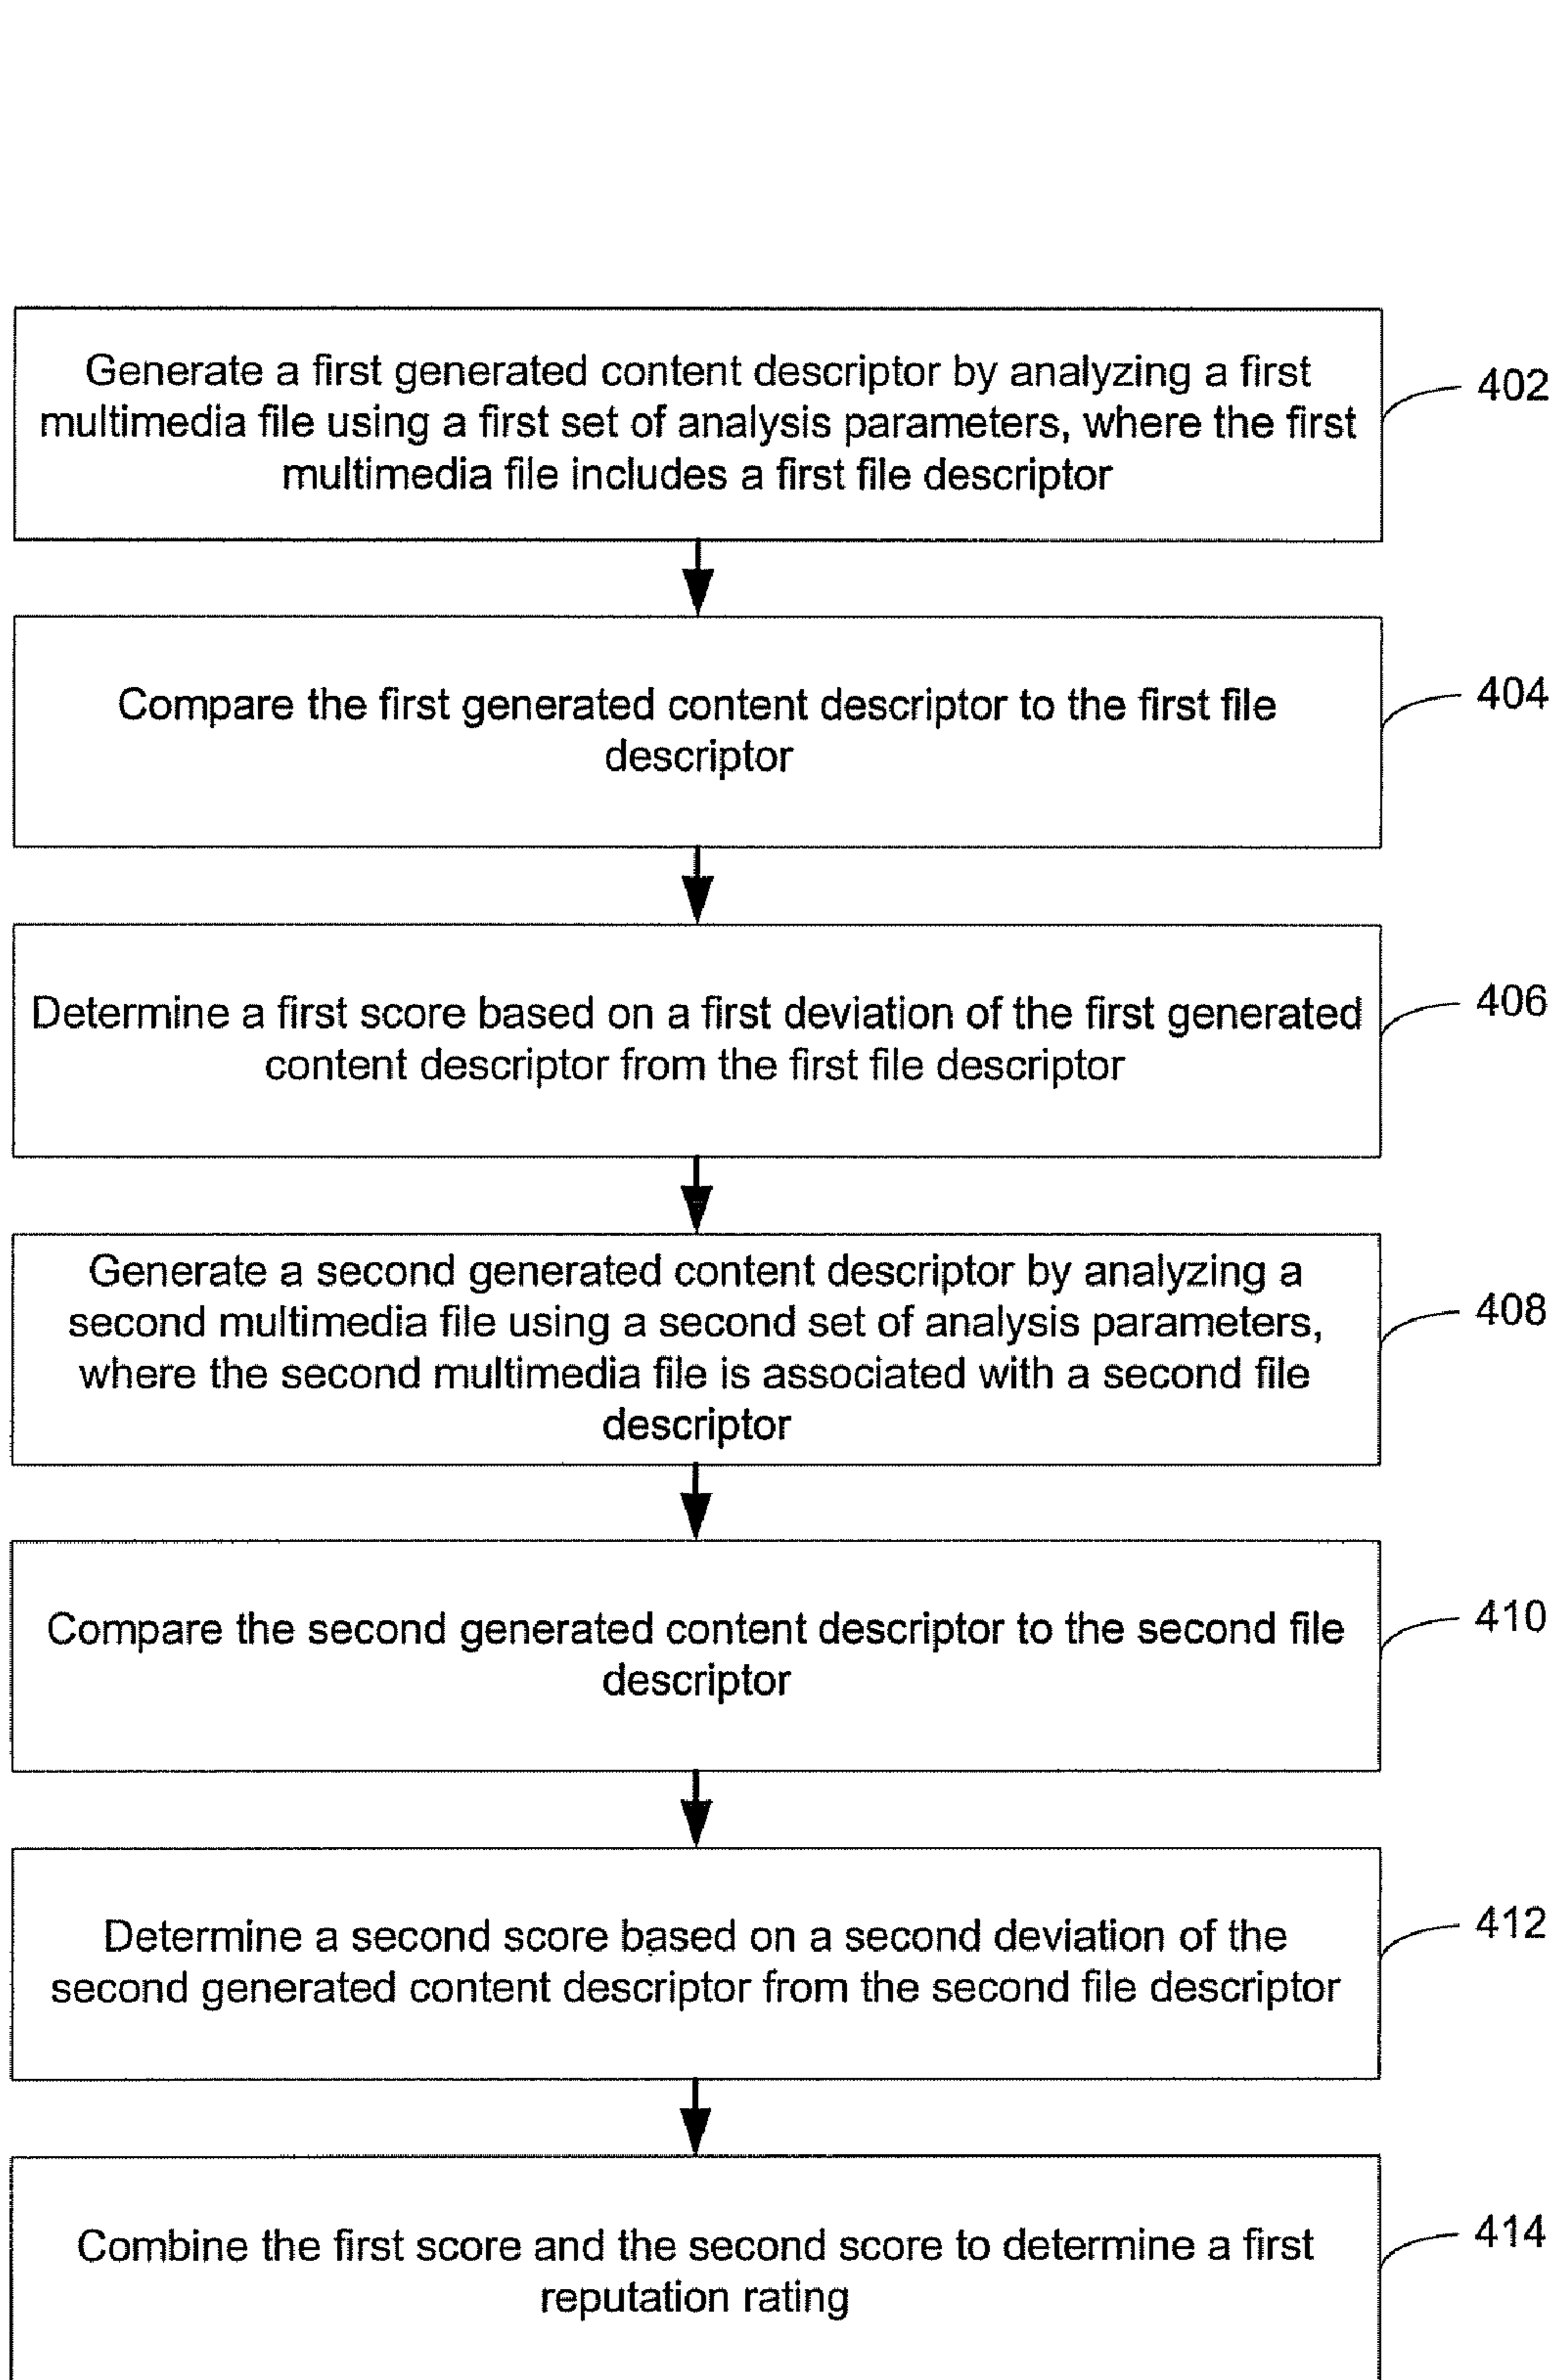 Generate a first generated content descriptor by analyzing a first
multimedia file using a first set of analysis parameters, where the first
multimedia file includes a first file descriptor
402
Compare the first generated content descriptor to the first file
descriptor
404
Determine a first score based on a first deviation of the first generated
content descriptor from the first file descriptor
406
Generate a second generated content descriptor by analyzing a
second multimedia file using a second set of analysis parameters,
where the second multimedia file is associated with a second file
descriptor
408
Compare the second generated content descriptor to the second file
descriptor
410
Determine a second score based on a second deviation of the
second generated content descriptor from the second file descriptor
412
Combine the first score and the second score to determine a first
reputation rating
414